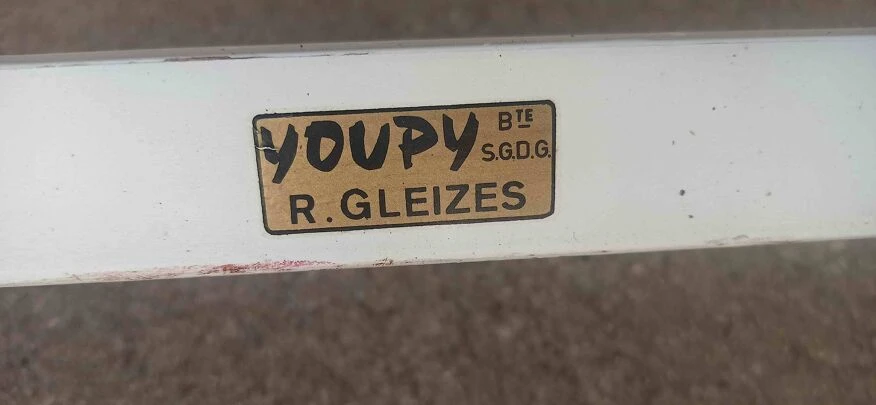 YOUPY BTE
S.G.D.G.
R. GLEIZES